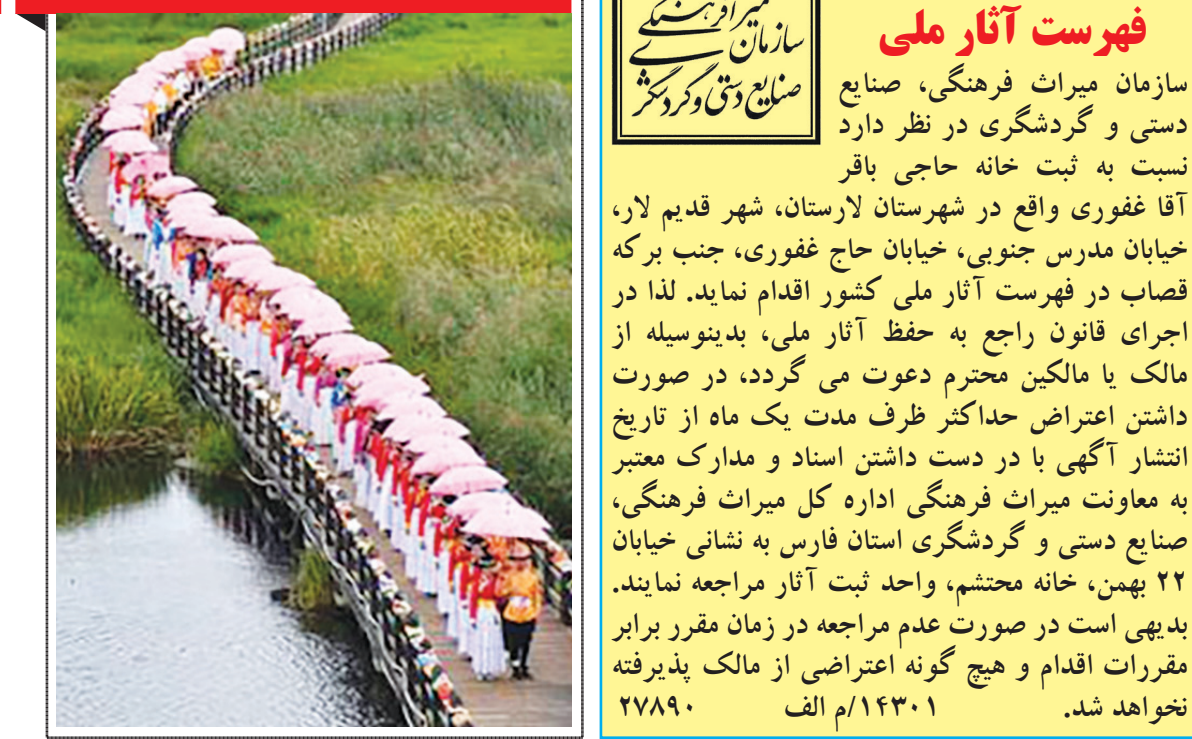 فهرست آثار ملی
میراث فرهنگی
سازمان
صنایع دستی و گردشگری
سازمان میراث فرهنگی، صنایع
دستی و گردشگری در نظر دارد
نسبت به ثبت خانه حاجی باقر
آقا غفوری واقع در شهرستان لارستان، شهر قدیم لار،
خیابان مدرس جنوبی، خیابان حاج غفوری، جنب برکه
قصاب در فهرست آثار ملی کشور اقدام نماید. لذا در
اجرای قانون راجع به حفظ آثار ملی، بدینوسیله از
مالک یا مالکین محترم دعوت می گردد، در صورت
داشتن اعتراض حداکثر ظرف مدت یک ماه از تاریخ
انتشار آگهی با در دست داشتن اسناد و مدارک معتبر
به معاونت میراث فرهنگی اداره کل میراث فرهنگی،
صنایع دستی و گردشگری استان فارس به نشانی خیابان
۲۲ بهمن، خانه محتشم، واحد ثبت آثار مراجعه نمایند.
بدیهی است در صورت عدم مراجعه در زمان مقرر برابر
مقررات اقدام و هیچ گونه اعتراضی از مالک پذیرفته
نخواهد شد. ۱۴۳۰۱/م الف ۲۷۸۹۰